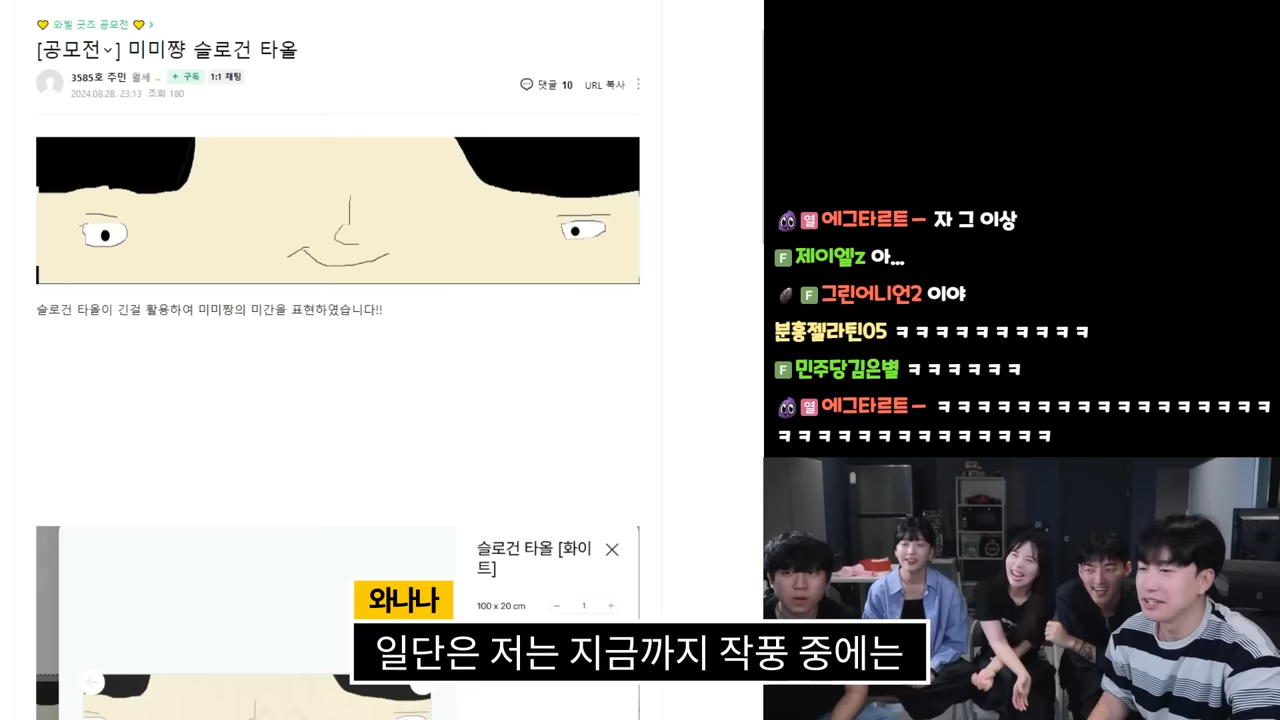 와빌 굿즈 공모전
[공모전~] 미미쨩 슬로건 타올
3585호 주민 월세
+ 구독
1:1 채팅
2024.08.28. 23:13 조회 180
댓글 10
URL 복사
슬로건 타올이 긴걸 활용하여 미미짱의 미간을 표현하였습니다!!
슬로건 타올 [화이
트]
100 x 20 cm
1
열 에그타르트ㅡ 자 그 이상
F 제이엘z 아...
F 그린어니언2 이야
분홍젤라틴05 ㅋㅋㅋㅋㅋㅋㅋㅋㅋㅋ
F 민주당김은별 ㅋㅋㅋㅋㅋㅋ
열 에그타르트ㅡ ㅋㅋㅋㅋㅋㅋㅋㅋㅋㅋㅋㅋㅋㅋㅋㅋㅋ
ㅋㅋㅋㅋㅋㅋㅋㅋㅋㅋㅋㅋㅋㅋ
와나나
일단은 저는 지금까지 작풍 중에는